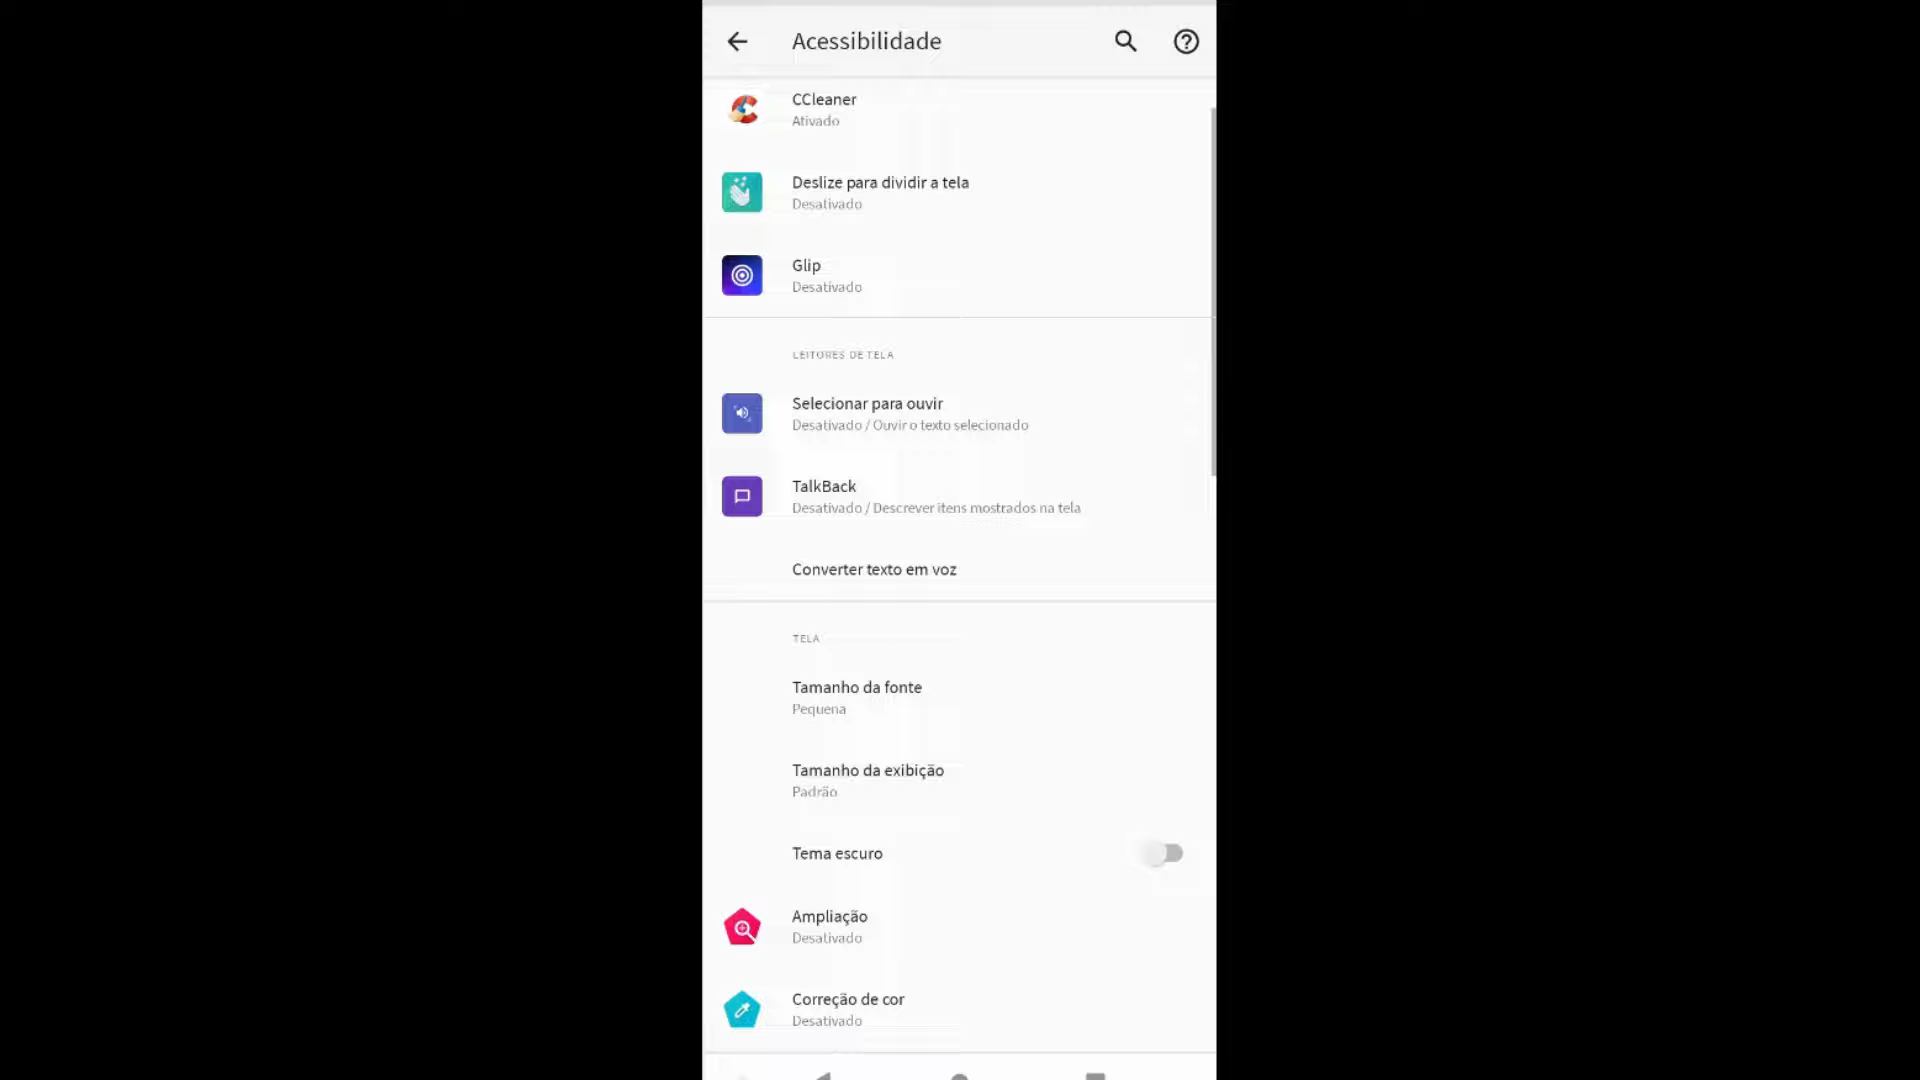 Acessibilidade
CCleaner
Ativado
Deslize para dividir a tela
Desativado
Glip
Desativado
LEITORES DE TELA
Selecionar para ouvir
Desativado / Ouvir o texto selecionado
TalkBack
Desativado / Descrever itens mostrados na tela
Converter texto em voz
TELA
Tamanho da fonte
Pequena
Tamanho da exibição
Padrão
Tema escuro
Ampliação
Desativado
Correção de cor
Desativado